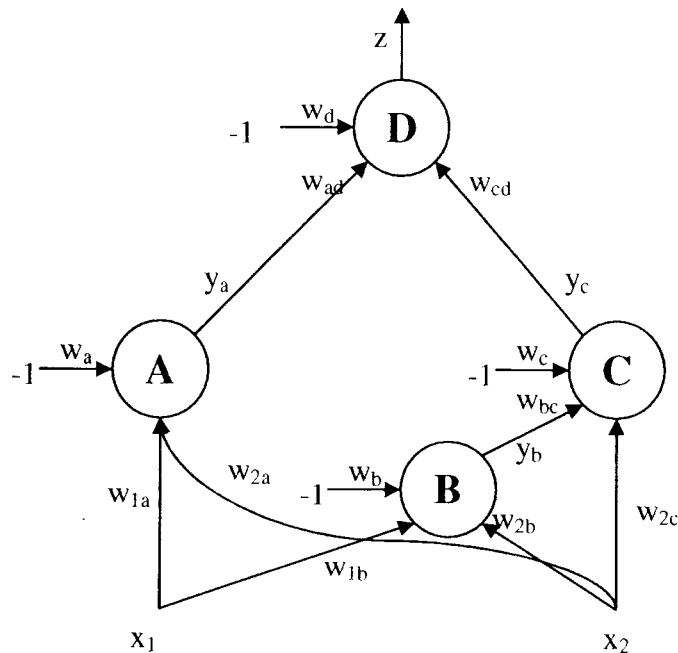 z
-1 w_d D
w_ad w_cd
y_a y_c
-1 w_a A -1 w_c C
w_bc
y_b
w_1a w_2a -1 w_b B w_2b w_2c
w_1b
x_1 x_2